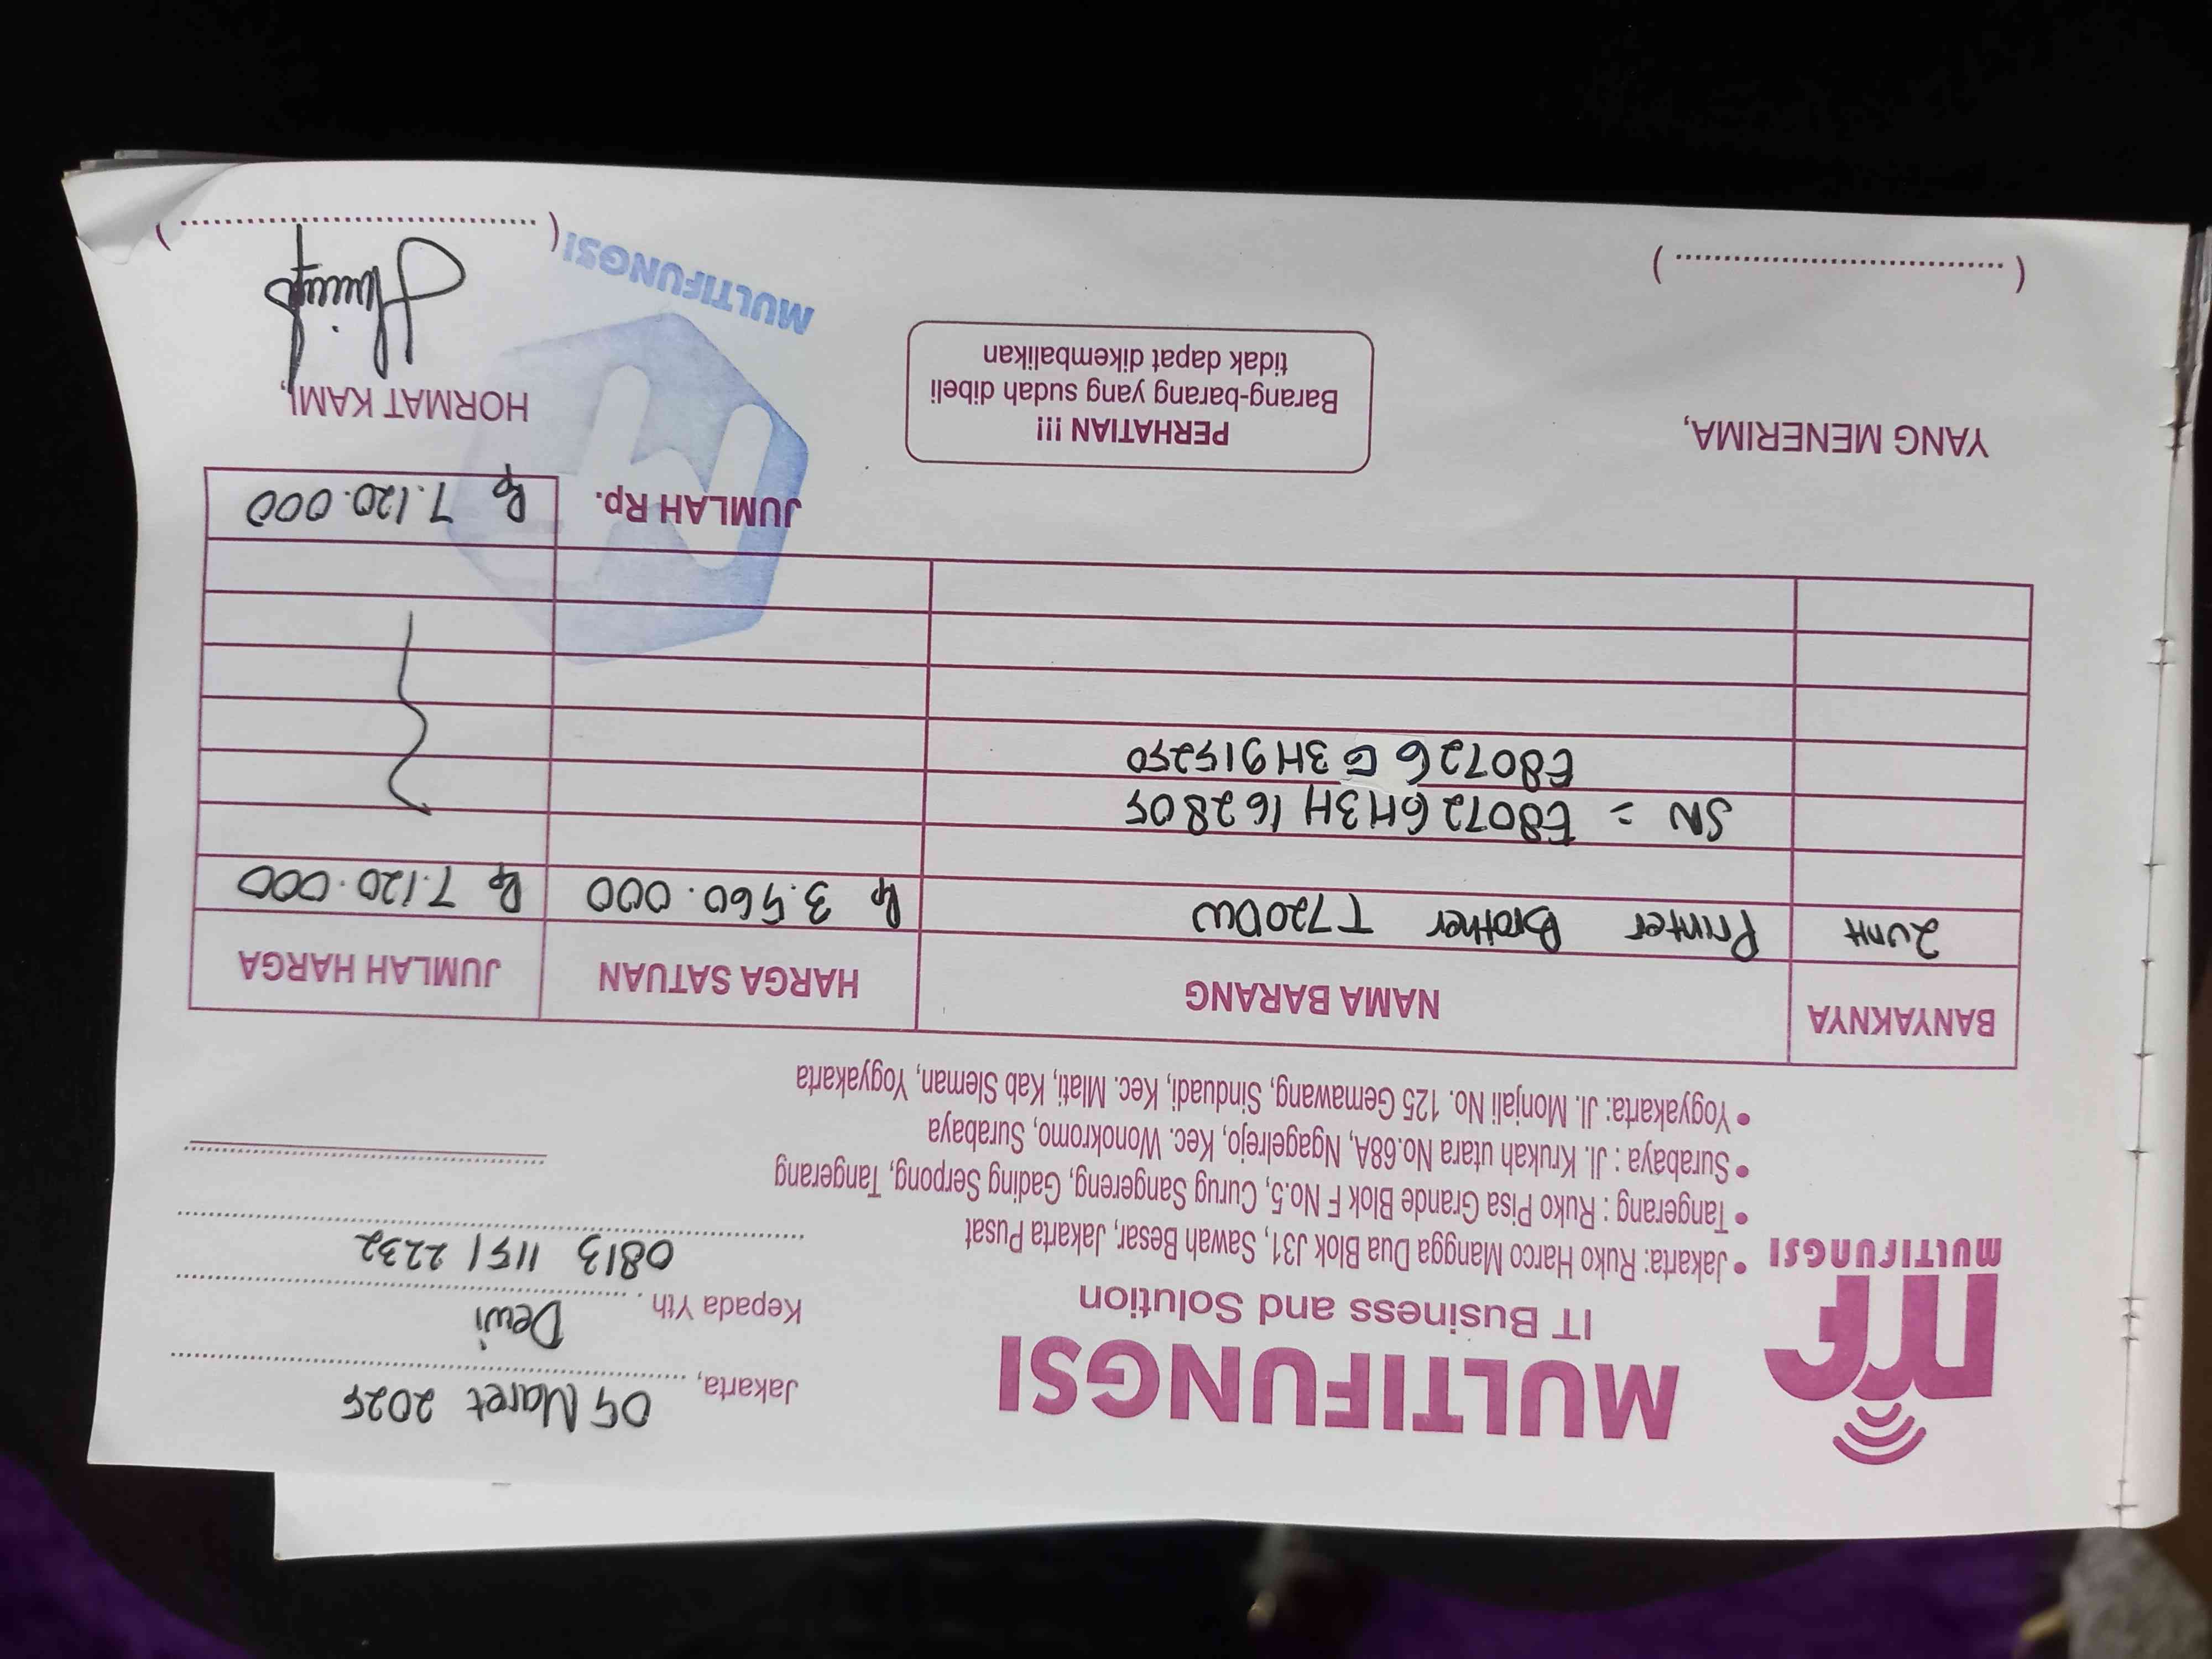 MULTIFUNGSI
MULTIFUNGSI
IT Business and Solution
• Jakarta: Ruko Harco Mangga Dua Blok J31, Sawah Besar, Jakarta Pusat
• Tangerang : Ruko Pisa Grande Blok F No.5, Curug Sangereng, Gading Serpong, Tangerang
• Surabaya : Jl. Krukah utara No.68A, Ngagelrejo, Kec. Wonokromo, Surabaya
• Yogyakarta: Jl. Monjali No. 125 Gemawang, Sinduadi, Kec. Mlati, Kab Sleman, Yogyakarta
Jakarta, 05 Maret 2025
Kepada Yth. Dewi
0813 1151 2232
BANYAKNYA NAMA BARANG HARGA SATUAN JUMLAH HARGA
2 unit Printer Brother T720DW Rp 3.560.000 Rp 7.120.000
SN = E80726H3H162805
E80726G3H915250
JUMLAH Rp. Rp 7.120.000
YANG MENERIMA,
PERHATIAN !!!
Barang-barang yang sudah dibeli
tidak dapat dikembalikan
HORMAT KAMI,
MULTIFUNGSI